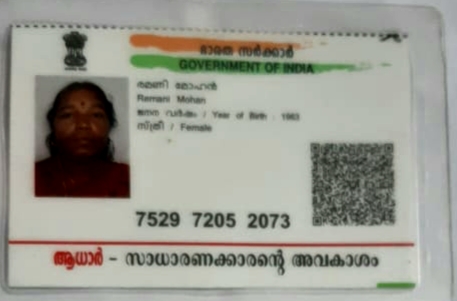 ഭാരത സർക്കാർ
GOVERNMENT OF INDIA
രമണി മോഹൻ
Remani Mohan
ജനന വർഷം / Year of Birth : 1963
സ്ത്രീ / Female
7529 7205 2073
ആധാർ – സാധാരണക്കാരന്റെ അവകാശം